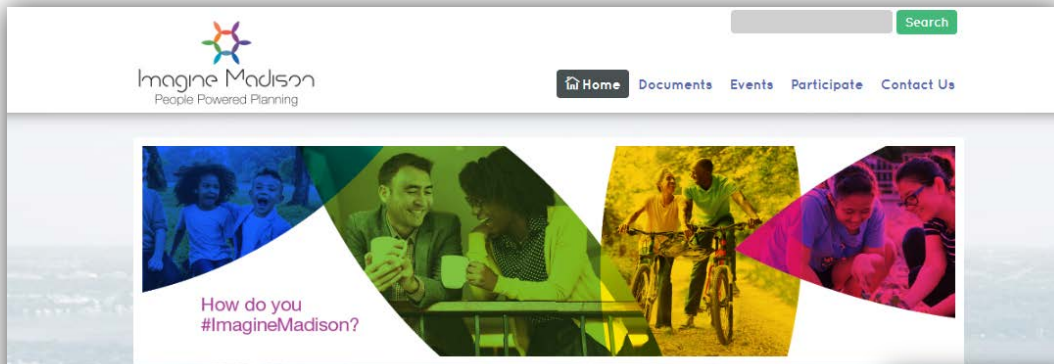 Search
Imagine Madison
People Powered Planning
Home Documents Events Participate Contact Us
How do you
#ImagineMadison?